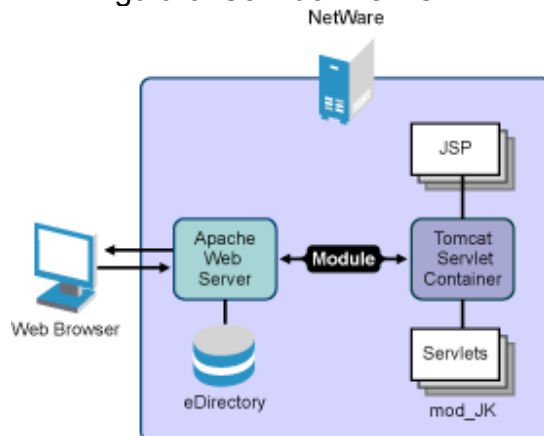 NetWare
JSP
Apache
Web
Server
Module
Tomcat
Servlet
Container
Web Browser
eDirectory
Servlets
mod_JK